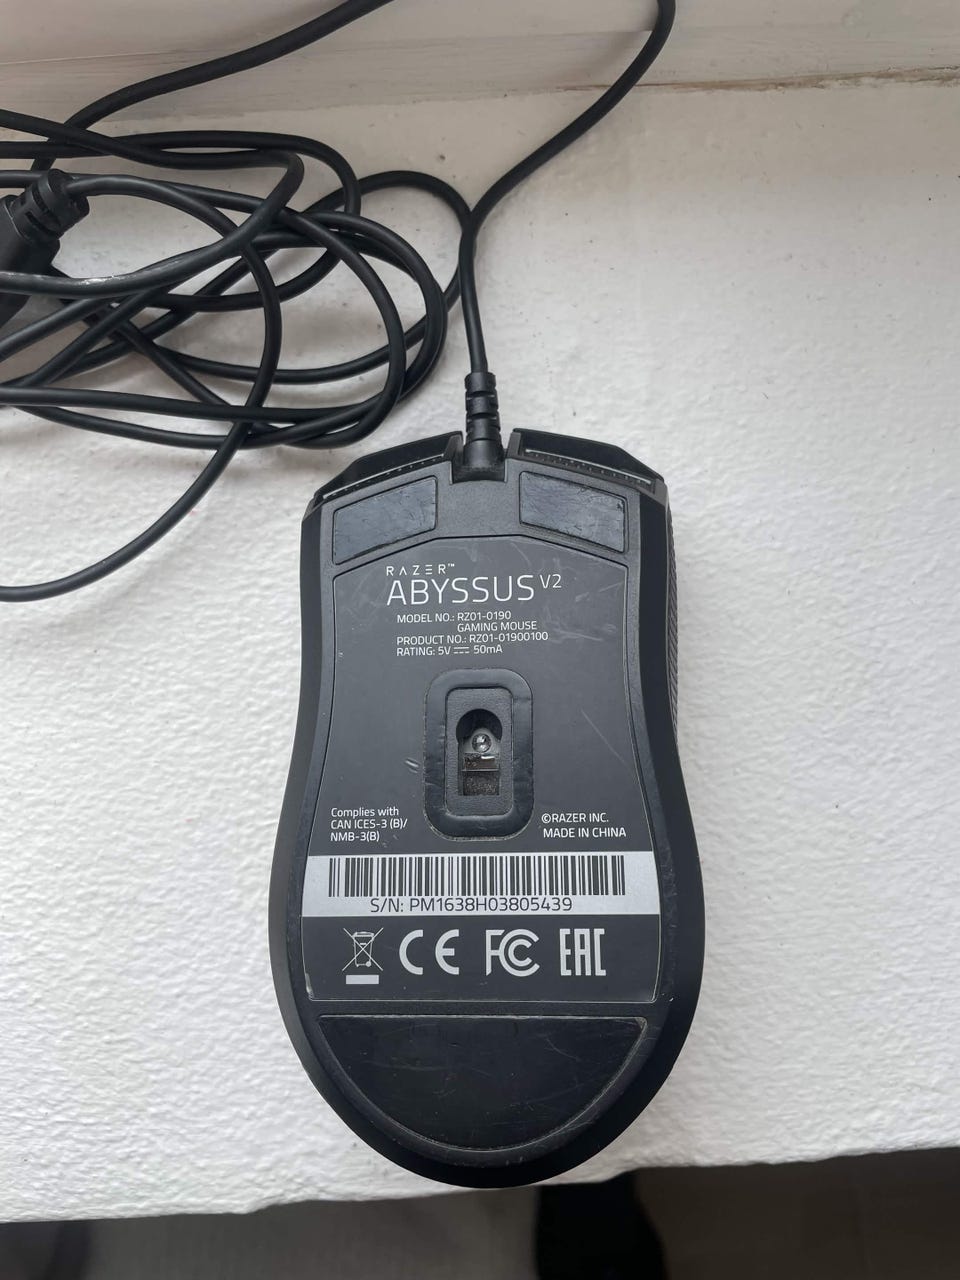 RAZER™
ABYSSUS V2
MODEL NO.: RZ01-0190
GAMING MOUSE
PRODUCT NO.: RZ01-01900100
RATING: 5V ⎓ 50mA
Complies with
CAN ICES-3 (B)/
NMB-3(B)
©RAZER INC.
MADE IN CHINA
S/N: PM1638H03805439
CE FC EAC